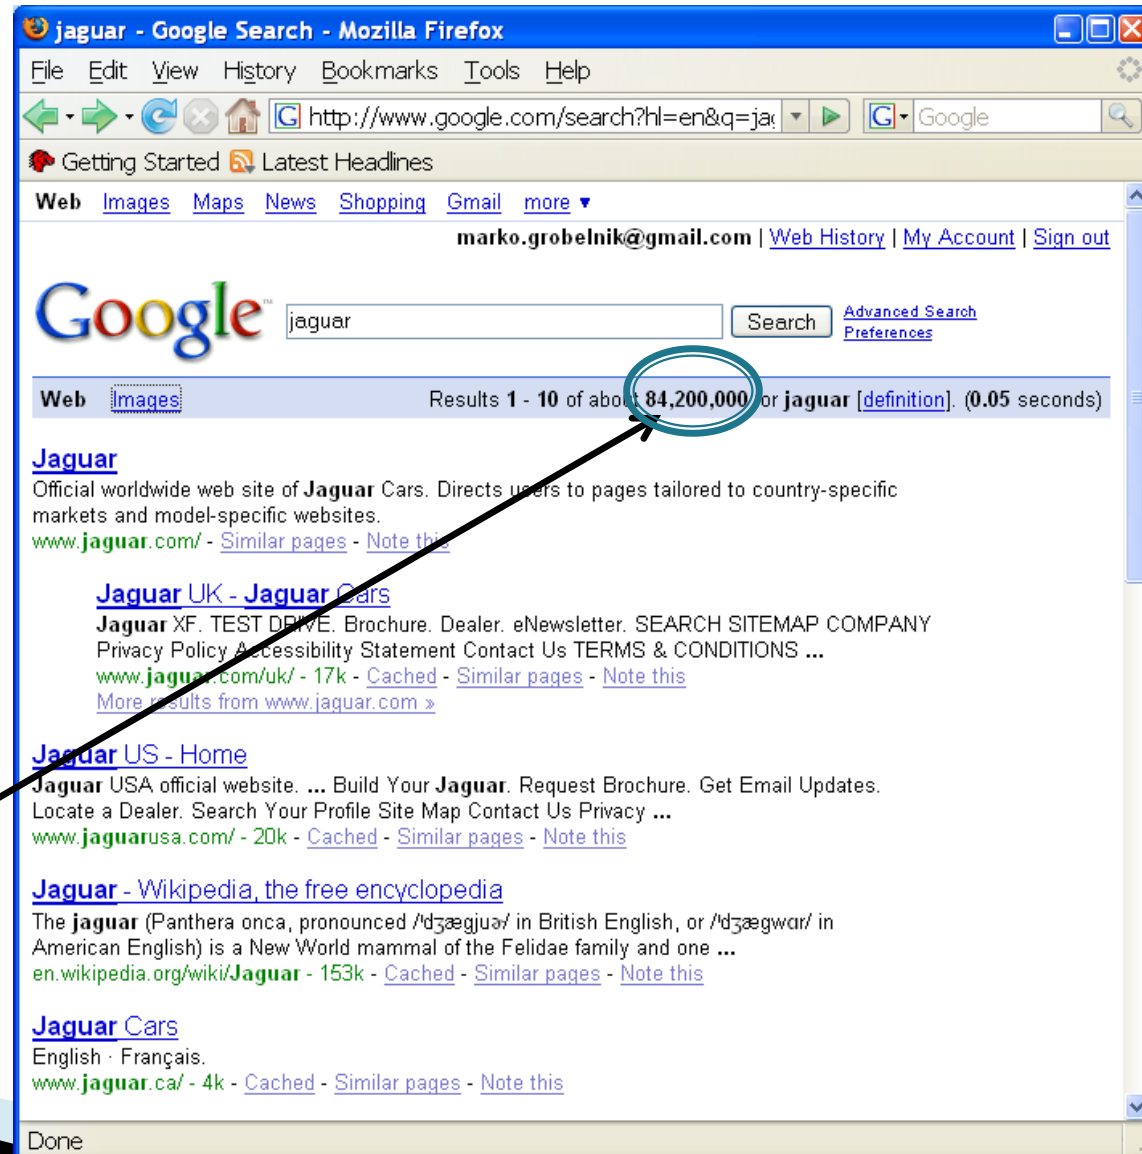 jaguar - Google Search - Mozilla Firefox
File Edit View History Bookmarks Tools Help
http://www.google.com/search?hl=en&q=ja Google
Getting Started Latest Headlines
Web Images Maps News Shopping Gmail more ▼
marko.grobelnik@gmail.com | Web History | My Account | Sign out
Google™ jaguar Search Advanced Search
Preferences
Web Images Results 1 - 10 of about 84,200,000 for jaguar [definition]. (0.05 seconds)
Jaguar
Official worldwide web site of Jaguar Cars. Directs users to pages tailored to country-specific
markets and model-specific websites.
www.jaguar.com/ - Similar pages - Note this
Jaguar UK - Jaguar Cars
Jaguar XF. TEST DRIVE. Brochure. Dealer. eNewsletter. SEARCH SITEMAP COMPANY
Privacy Policy Accessibility Statement Contact Us TERMS & CONDITIONS ...
www.jaguar.com/uk/ - 17k - Cached - Similar pages - Note this
More results from www.jaguar.com »
Jaguar US - Home
Jaguar USA official website. ... Build Your Jaguar. Request Brochure. Get Email Updates.
Locate a Dealer. Search Your Profile Site Map Contact Us Privacy ...
www.jaguarusa.com/ - 20k - Cached - Similar pages - Note this
Jaguar - Wikipedia, the free encyclopedia
The jaguar (Panthera onca, pronounced /ˈdʒægjuɚ/ in British English, or /ˈdʒægwɑr/ in
American English) is a New World mammal of the Felidae family and one ...
en.wikipedia.org/wiki/Jaguar - 153k - Cached - Similar pages - Note this
Jaguar Cars
English · Français.
www.jaguar.ca/ - 4k - Cached - Similar pages - Note this
Done